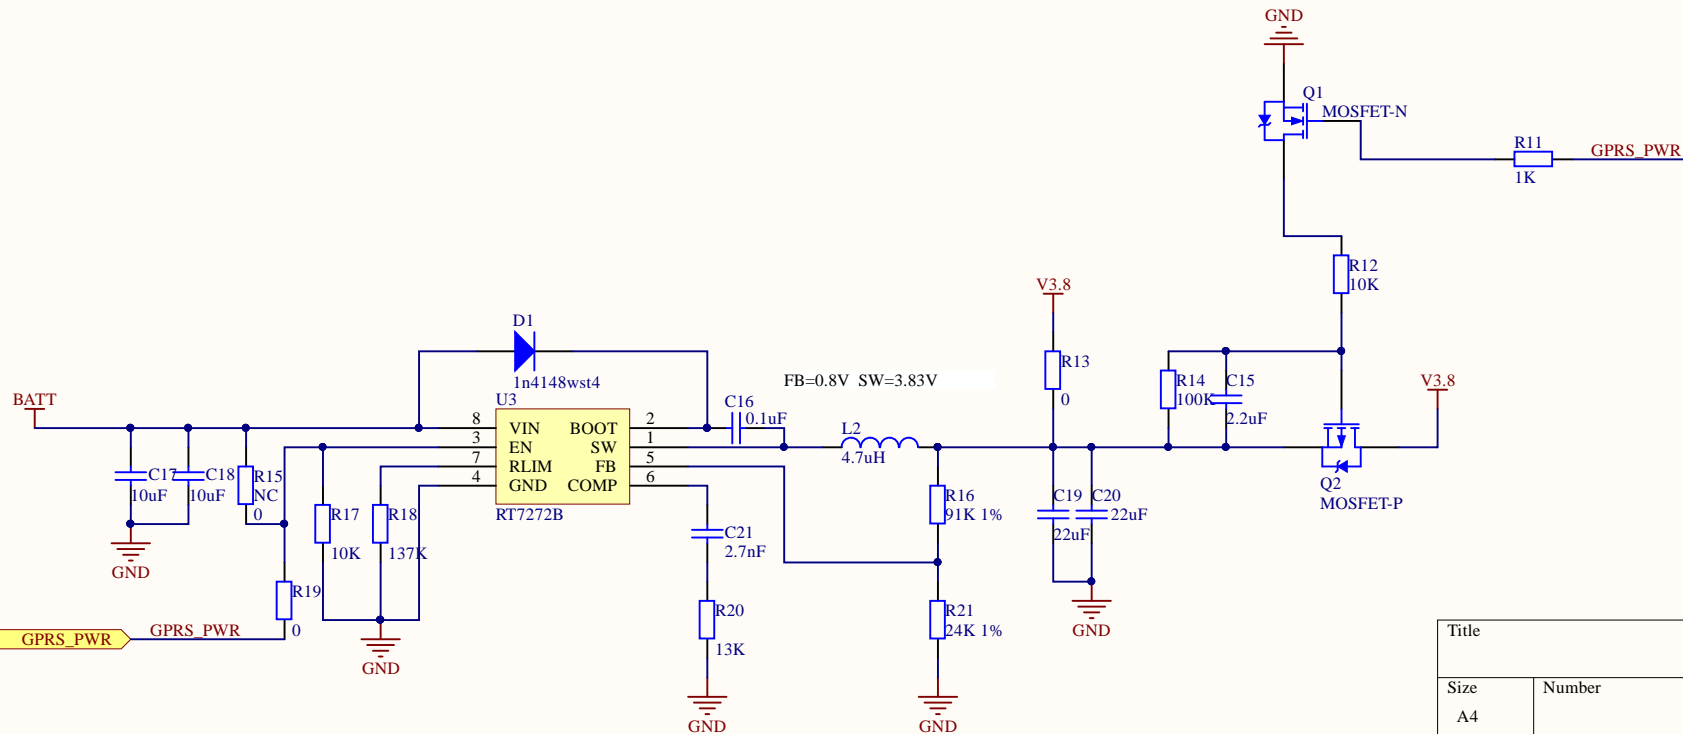 GND
Q1
MOSFET-N
R11
GPRS_PWR
1K
R12
10K
V3.8
D1
R13
1n4148wst4
FB=0.8V SW=3.83V
R14
C15
V3.8
BATT
U3
C16
0
100K
2.2uF
8
VIN
BOOT
2
0.1uF
L2
3
EN
SW
1
4.7uH
7
RLIM
FB
5
4
GND
COMP
6
C17
C18
R15
10uF
10uF
NC
0
Q2
MOSFET-P
R16
91K 1%
C19
C20
22uF
22uF
RT7272B
R17
R18
10K
137K
C21
2.7nF
GND
R19
0
R20
13K
R21
24K 1%
GND
GPRS_PWR
GPRS_PWR
GND
GND
GND
Title
Size
Number
A4